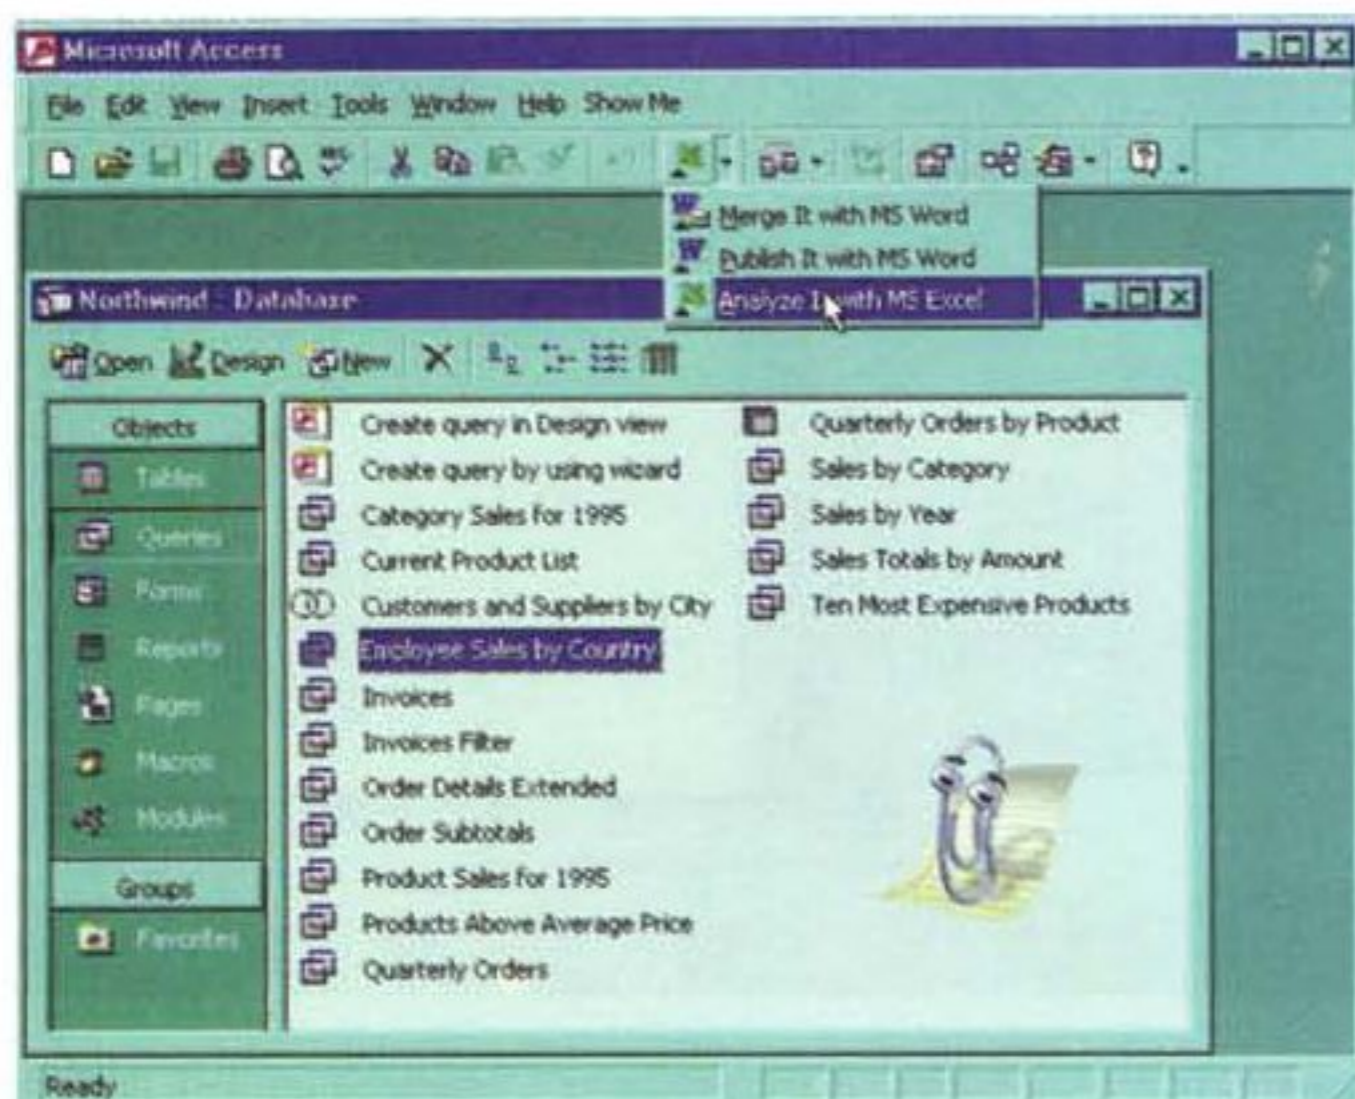 Microsoft Access
File Edit View Insert Tools Window Help Show Me
Merge It with MS Word
Publish It with MS Word
Analyze It with MS Excel
Northwind : Database
Open Design New
Objects
Tables
Queries
Forms
Reports
Pages
Macros
Modules
Groups
Favorites
Create query in Design view
Create query by using wizard
Category Sales for 1995
Current Product List
Customers and Suppliers by City
Employee Sales by Country
Invoices
Invoices Filter
Order Details Extended
Order Subtotals
Product Sales for 1995
Products Above Average Price
Quarterly Orders
Quarterly Orders by Product
Sales by Category
Sales by Year
Sales Totals by Amount
Ten Most Expensive Products
Ready